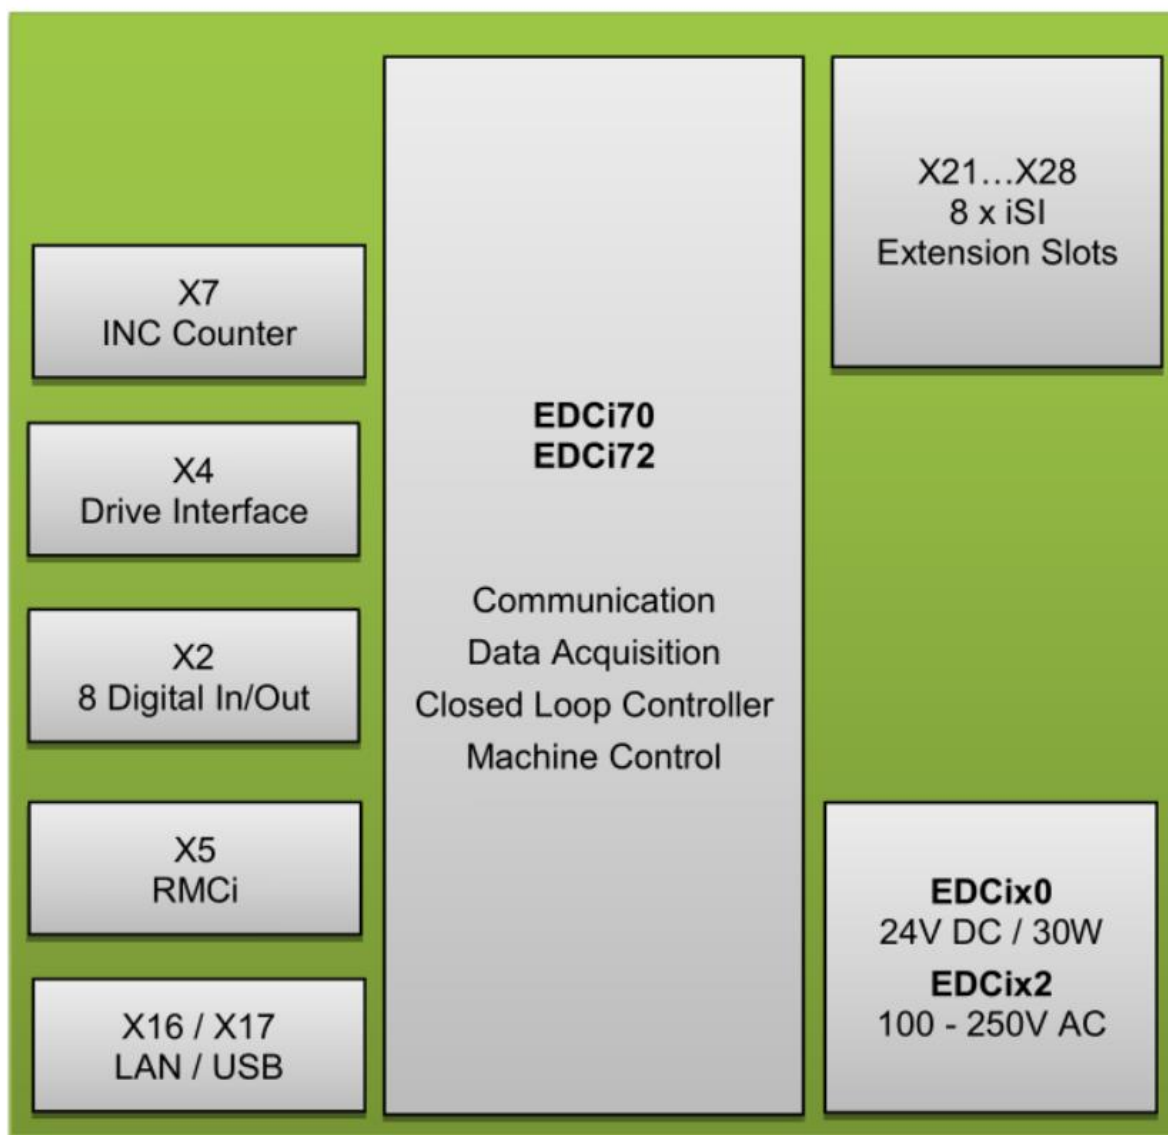 X7
INC Counter
X4
Drive Interface
X2
8 Digital In/Out
X5
RMCi
X16 / X17
LAN / USB
EDCi70
EDCi72
Communication
Data Acquisition
Closed Loop Controller
Machine Control
X21...X28
8 x iSI
Extension Slots
EDCix0
24V DC / 30W
EDCix2
100 - 250V AC